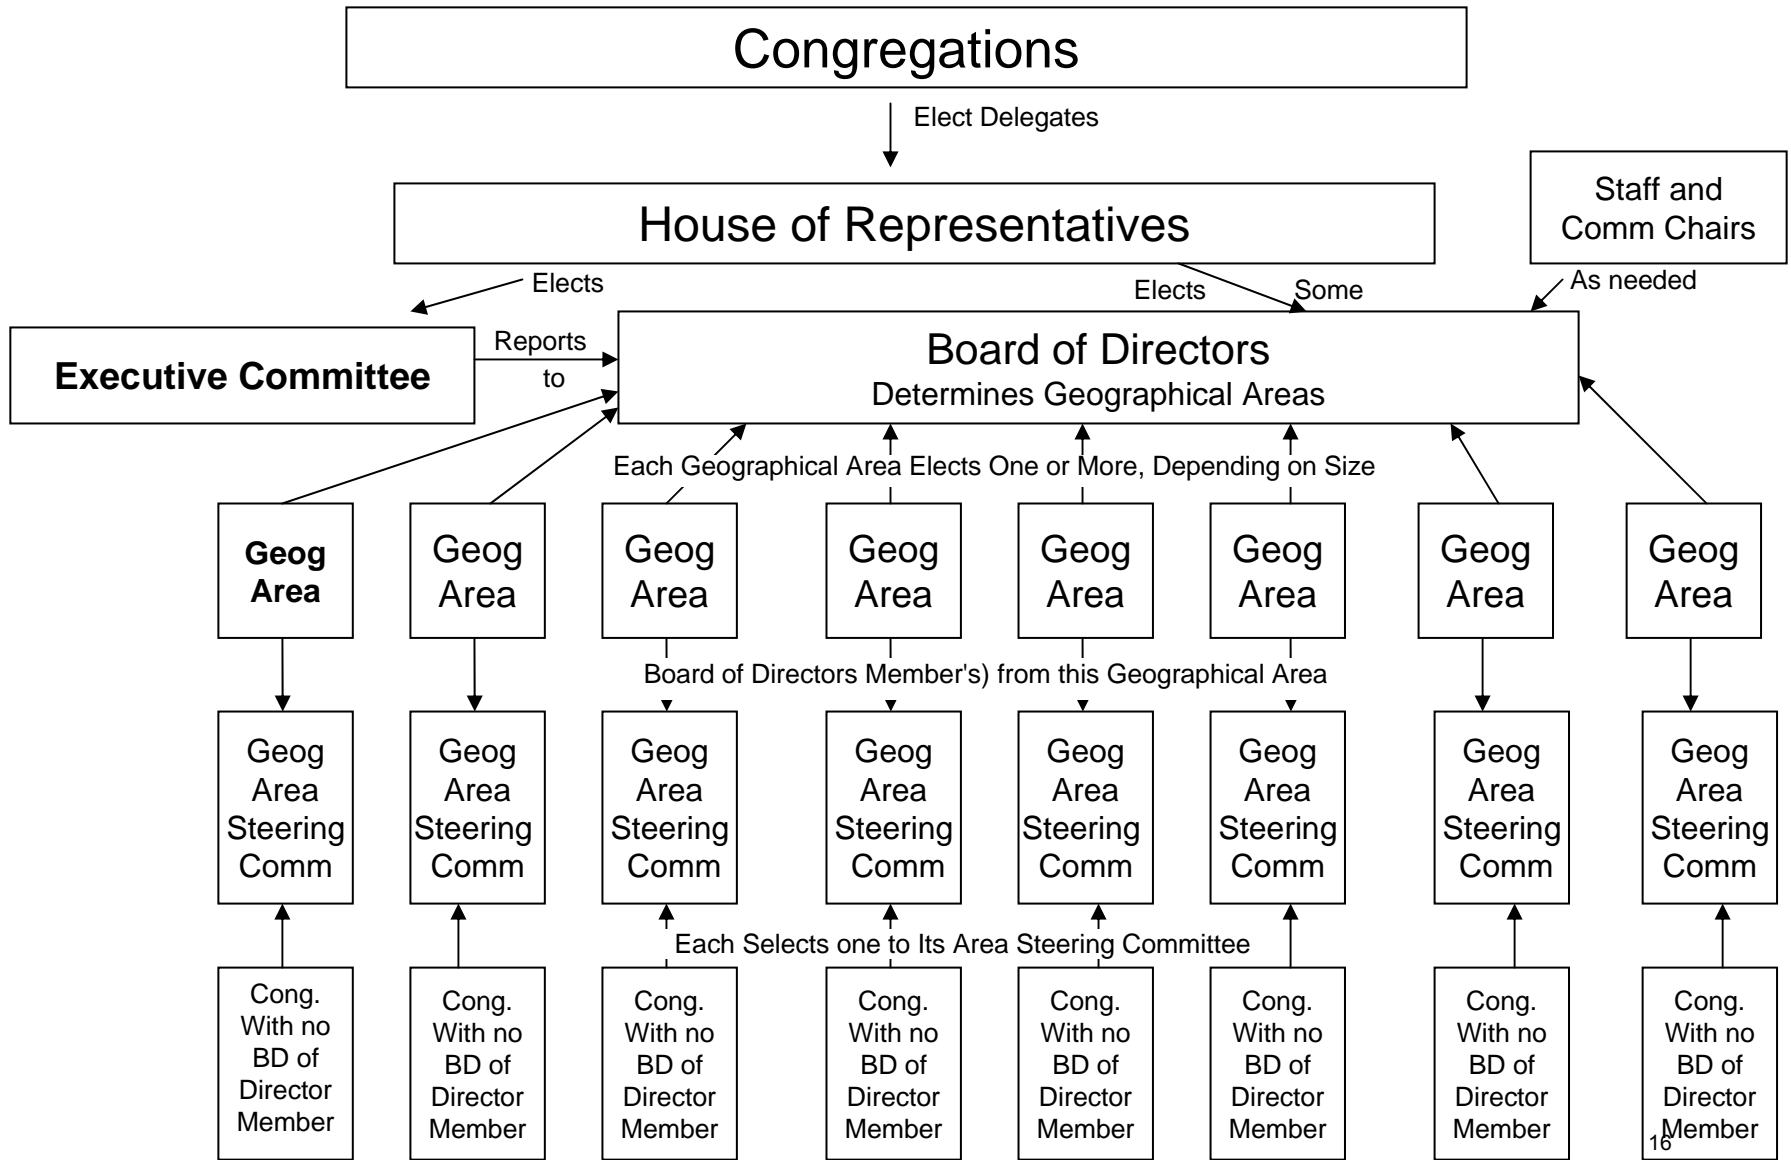 Congregations
Elect Delegates
House of Representatives
Staff and
Comm Chairs
Elects
Elects Some
As needed
Executive Committee
Reports
to
Board of Directors
Determines Geographical Areas
Each Geographical Area Elects One or More, Depending on Size
Geog
Area
Geog
Area
Geog
Area
Geog
Area
Geog
Area
Geog
Area
Geog
Area
Geog
Area
Board of Directors Member's) from this Geographical Area
Geog
Area
Steering
Comm
Geog
Area
Steering
Comm
Geog
Area
Steering
Comm
Geog
Area
Steering
Comm
Geog
Area
Steering
Comm
Geog
Area
Steering
Comm
Geog
Area
Steering
Comm
Geog
Area
Steering
Comm
Each Selects one to Its Area Steering Committee
Cong.
With no
BD of
Director
Member
Cong.
With no
BD of
Director
Member
Cong.
With no
BD of
Director
Member
Cong.
With no
BD of
Director
Member
Cong.
With no
BD of
Director
Member
Cong.
With no
BD of
Director
Member
Cong.
With no
BD of
Director
Member
Cong.
With no
BD of
Director
Member
16